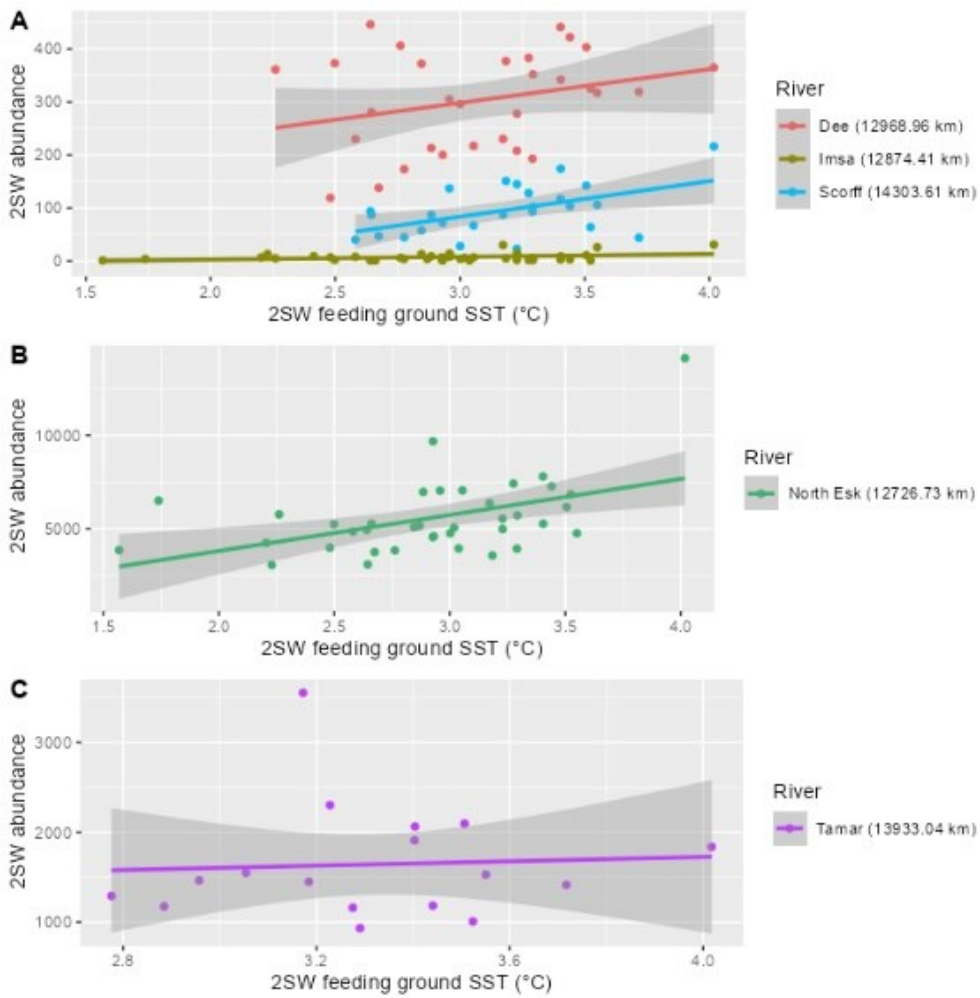 A
2SW abundance
400
300
200
100
0
1.5 2.0 2.5 3.0 3.5 4.0
2SW feeding ground SST (°C)
River
Dee (12968.96 km)
Imsa (12874.41 km)
Scorff (14303.61 km)
B
2SW abundance
10000
5000
1.5 2.0 2.5 3.0 3.5 4.0
2SW feeding ground SST (°C)
River
North Esk (12726.73 km)
C
2SW abundance
3000
2000
1000
2.8 3.2 3.6 4.0
2SW feeding ground SST (°C)
River
Tamar (13933.04 km)